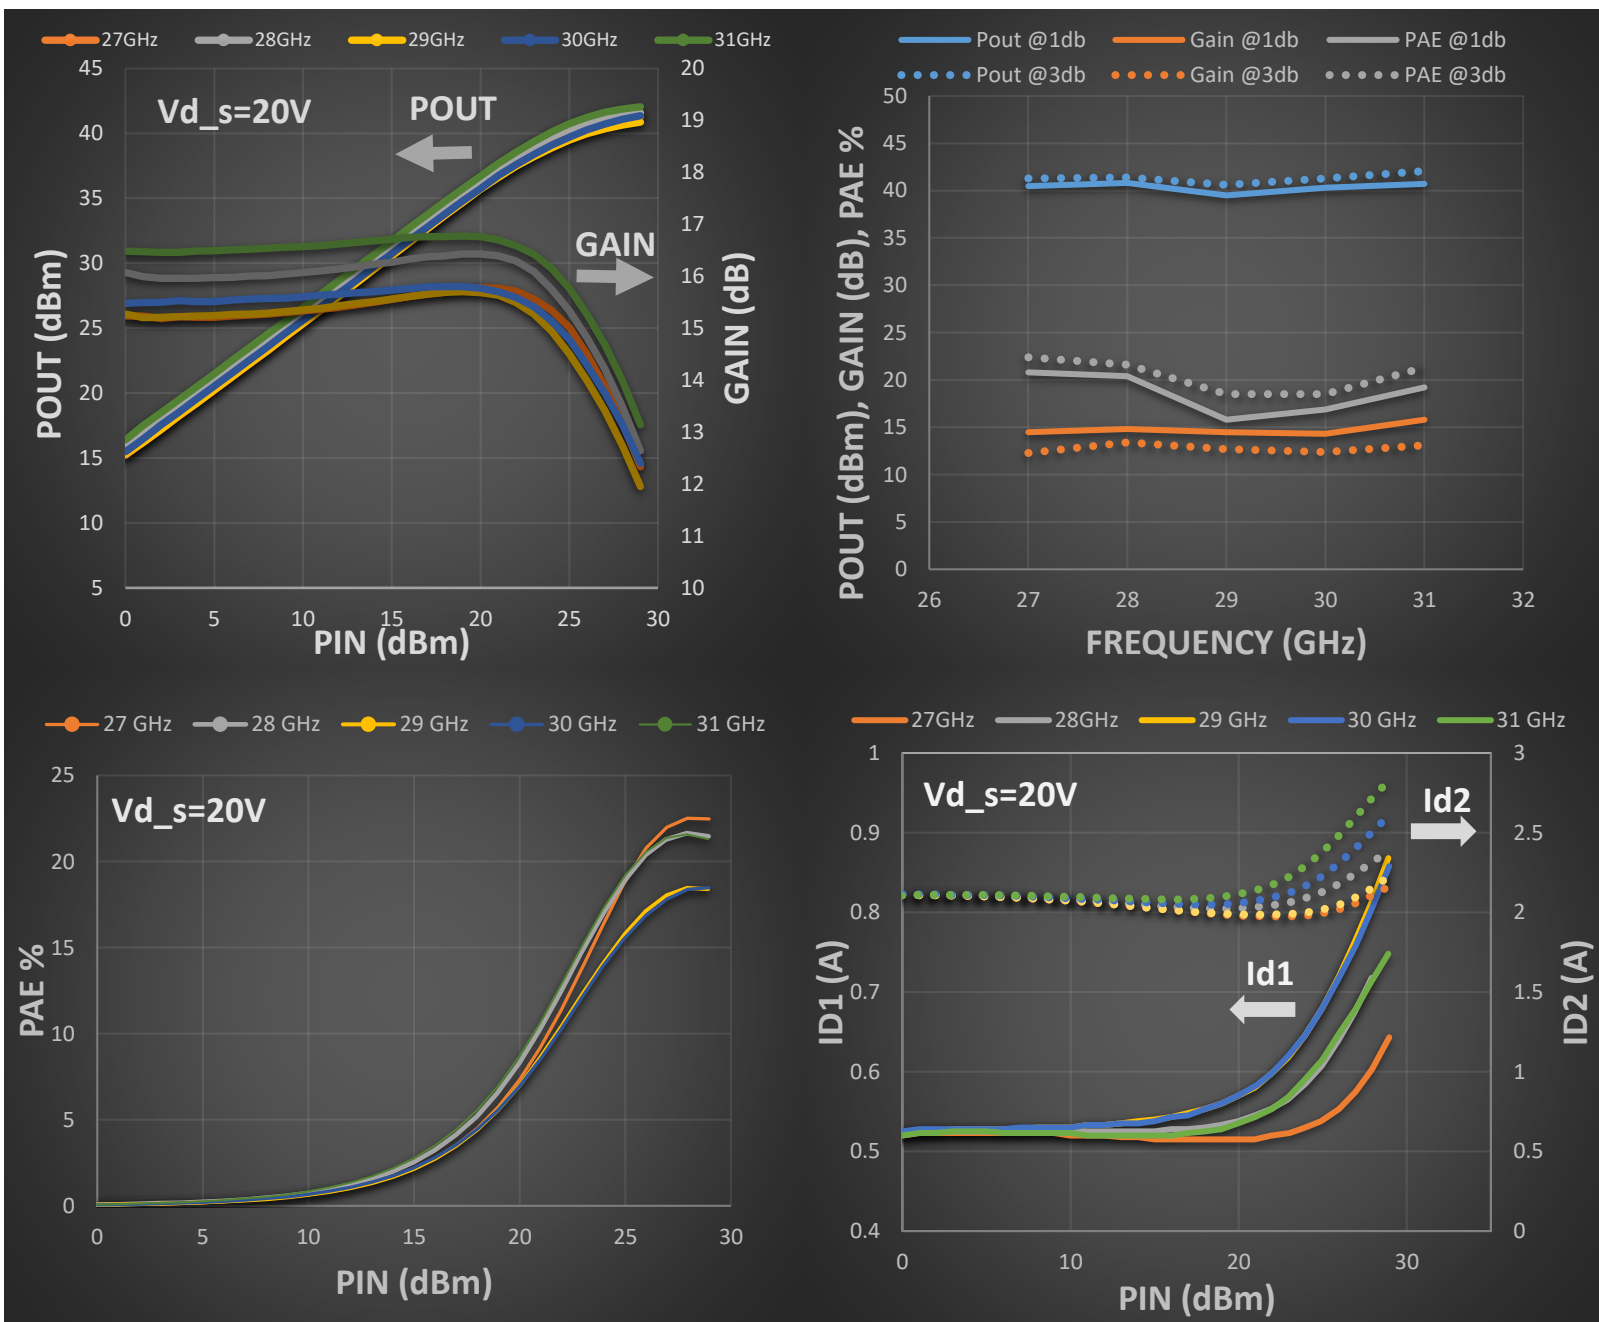 27GHz 28GHz 29GHz 30GHz 31GHz
Vd_s=20V
POUT
GAIN
45
40
35
30
25
20
15
10
5
20
19
18
17
16
15
14
13
12
11
10
0 5 10 15 20 25 30
POUT (dBm)
GAIN (dB)
PIN (dBm)
Pout @1db Gain @1db PAE @1db
Pout @3db Gain @3db PAE @3db
50
45
40
35
30
25
20
15
10
5
0
26 27 28 29 30 31 32
POUT (dBm), GAIN (dB), PAE %
FREQUENCY (GHz)
27 GHz 28 GHz 29 GHz 30 GHz 31 GHz
Vd_s=20V
25
20
15
10
5
0
0 5 10 15 20 25 30
PAE %
PIN (dBm)
27GHz 28GHz 29 GHz 30 GHz 31 GHz
Vd_s=20V
Id2
Id1
1
0.9
0.8
0.7
0.6
0.5
0.4
3
2.5
2
1.5
1
0.5
0
0 10 20 30
ID1 (A)
ID2 (A)
PIN (dBm)